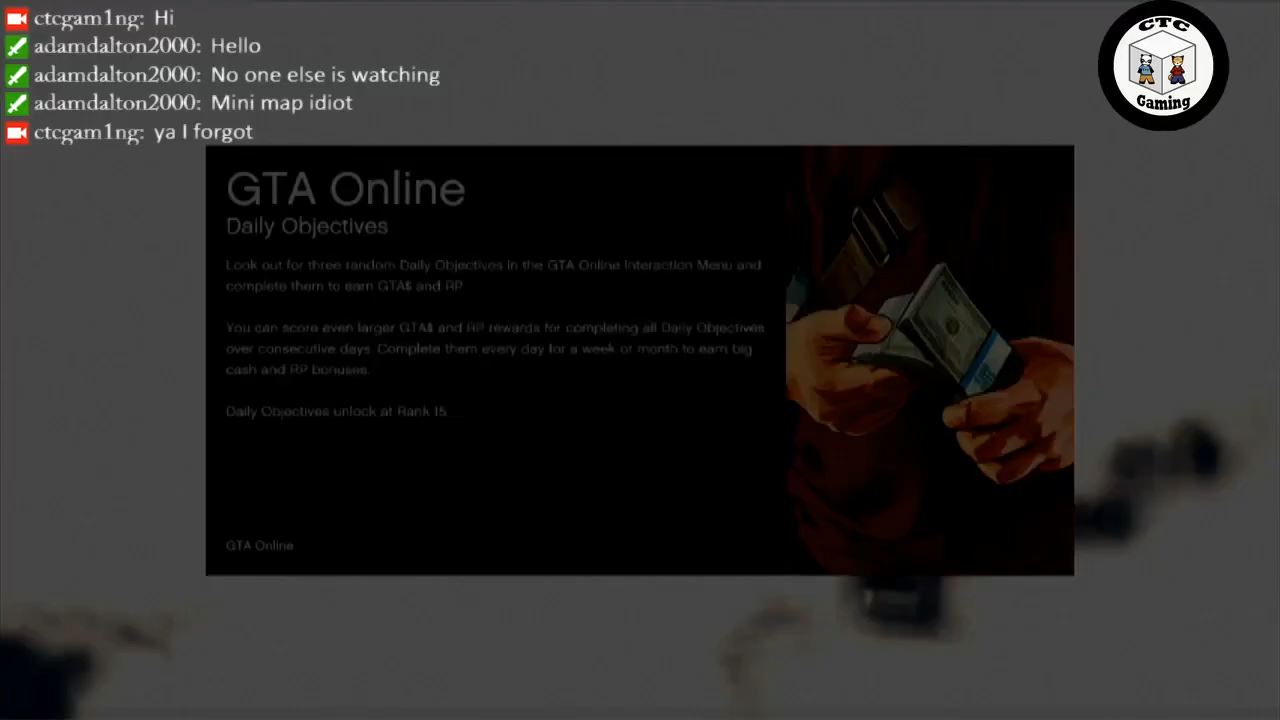 ctcgam1ng: Hi
adamdalton2000: Hello
adamdalton2000: No one else is watching
adamdalton2000: Mini map idiot
ctcgam1ng: ya I forgot
CTC
Gaming
GTA Online
Daily Objectives
Look out for three random Daily Objectives in the GTA Online Interaction Menu and
complete them to earn GTA$ and RP
You can score even larger GTA$ and RP rewards for completing all Daily Objectives
over consecutive days. Complete them every day for a week or month to earn big
cash and RP bonuses.
Daily Objectives unlock at Rank 15.
GTA Online